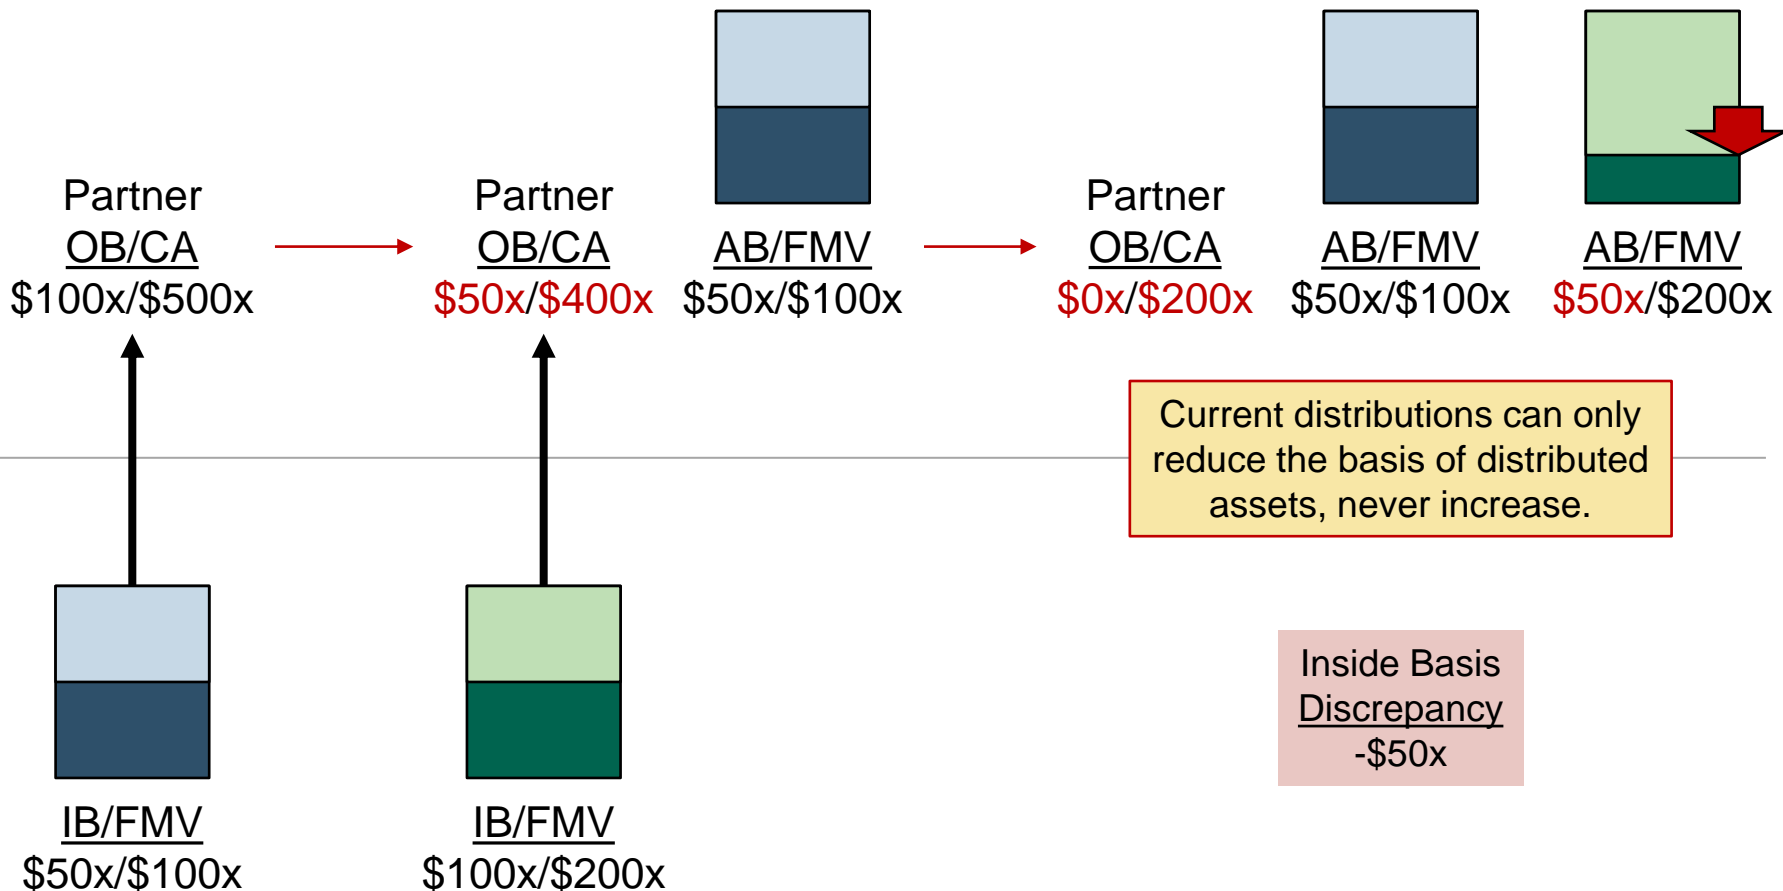 Partner
OB/CA
$100x/$500x
Partner
OB/CA
$50x/$400x
AB/FMV
$50x/$100x
Partner
OB/CA
$0x/$200x
AB/FMV
$50x/$100x
AB/FMV
$50x/$200x
Current distributions can only
reduce the basis of distributed
assets, never increase.
IB/FMV
$50x/$100x
IB/FMV
$100x/$200x
Inside Basis
Discrepancy
-$50x